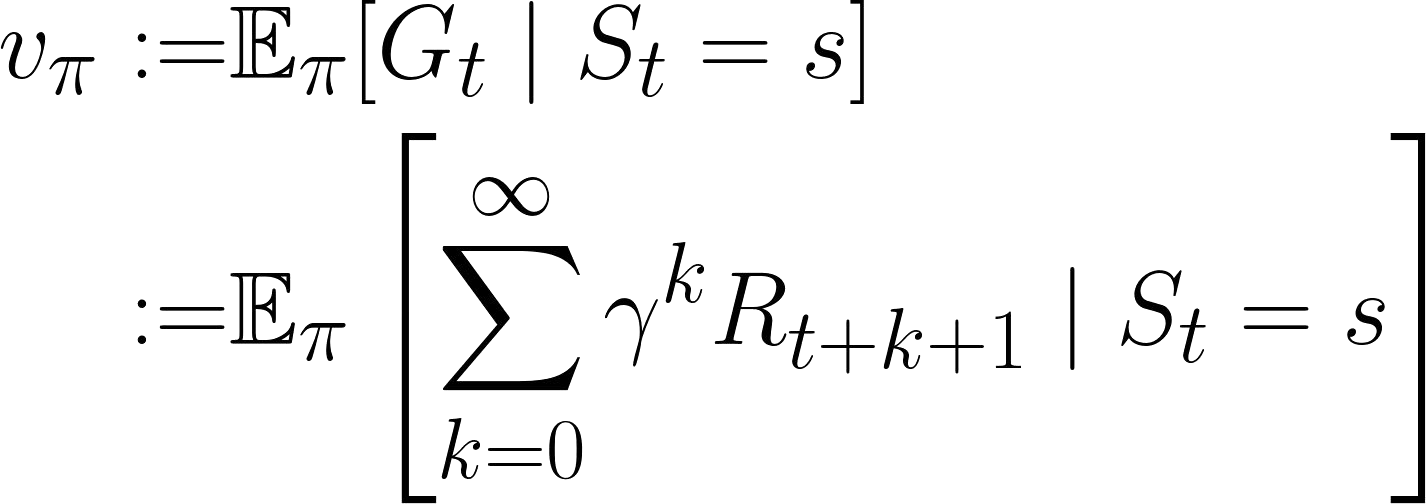 v_π := 𝔼_π[G_t | S_t = s]
:= 𝔼_π [ ∑_{k=0}^{∞} γ^k R_{t+k+1} | S_t = s ]